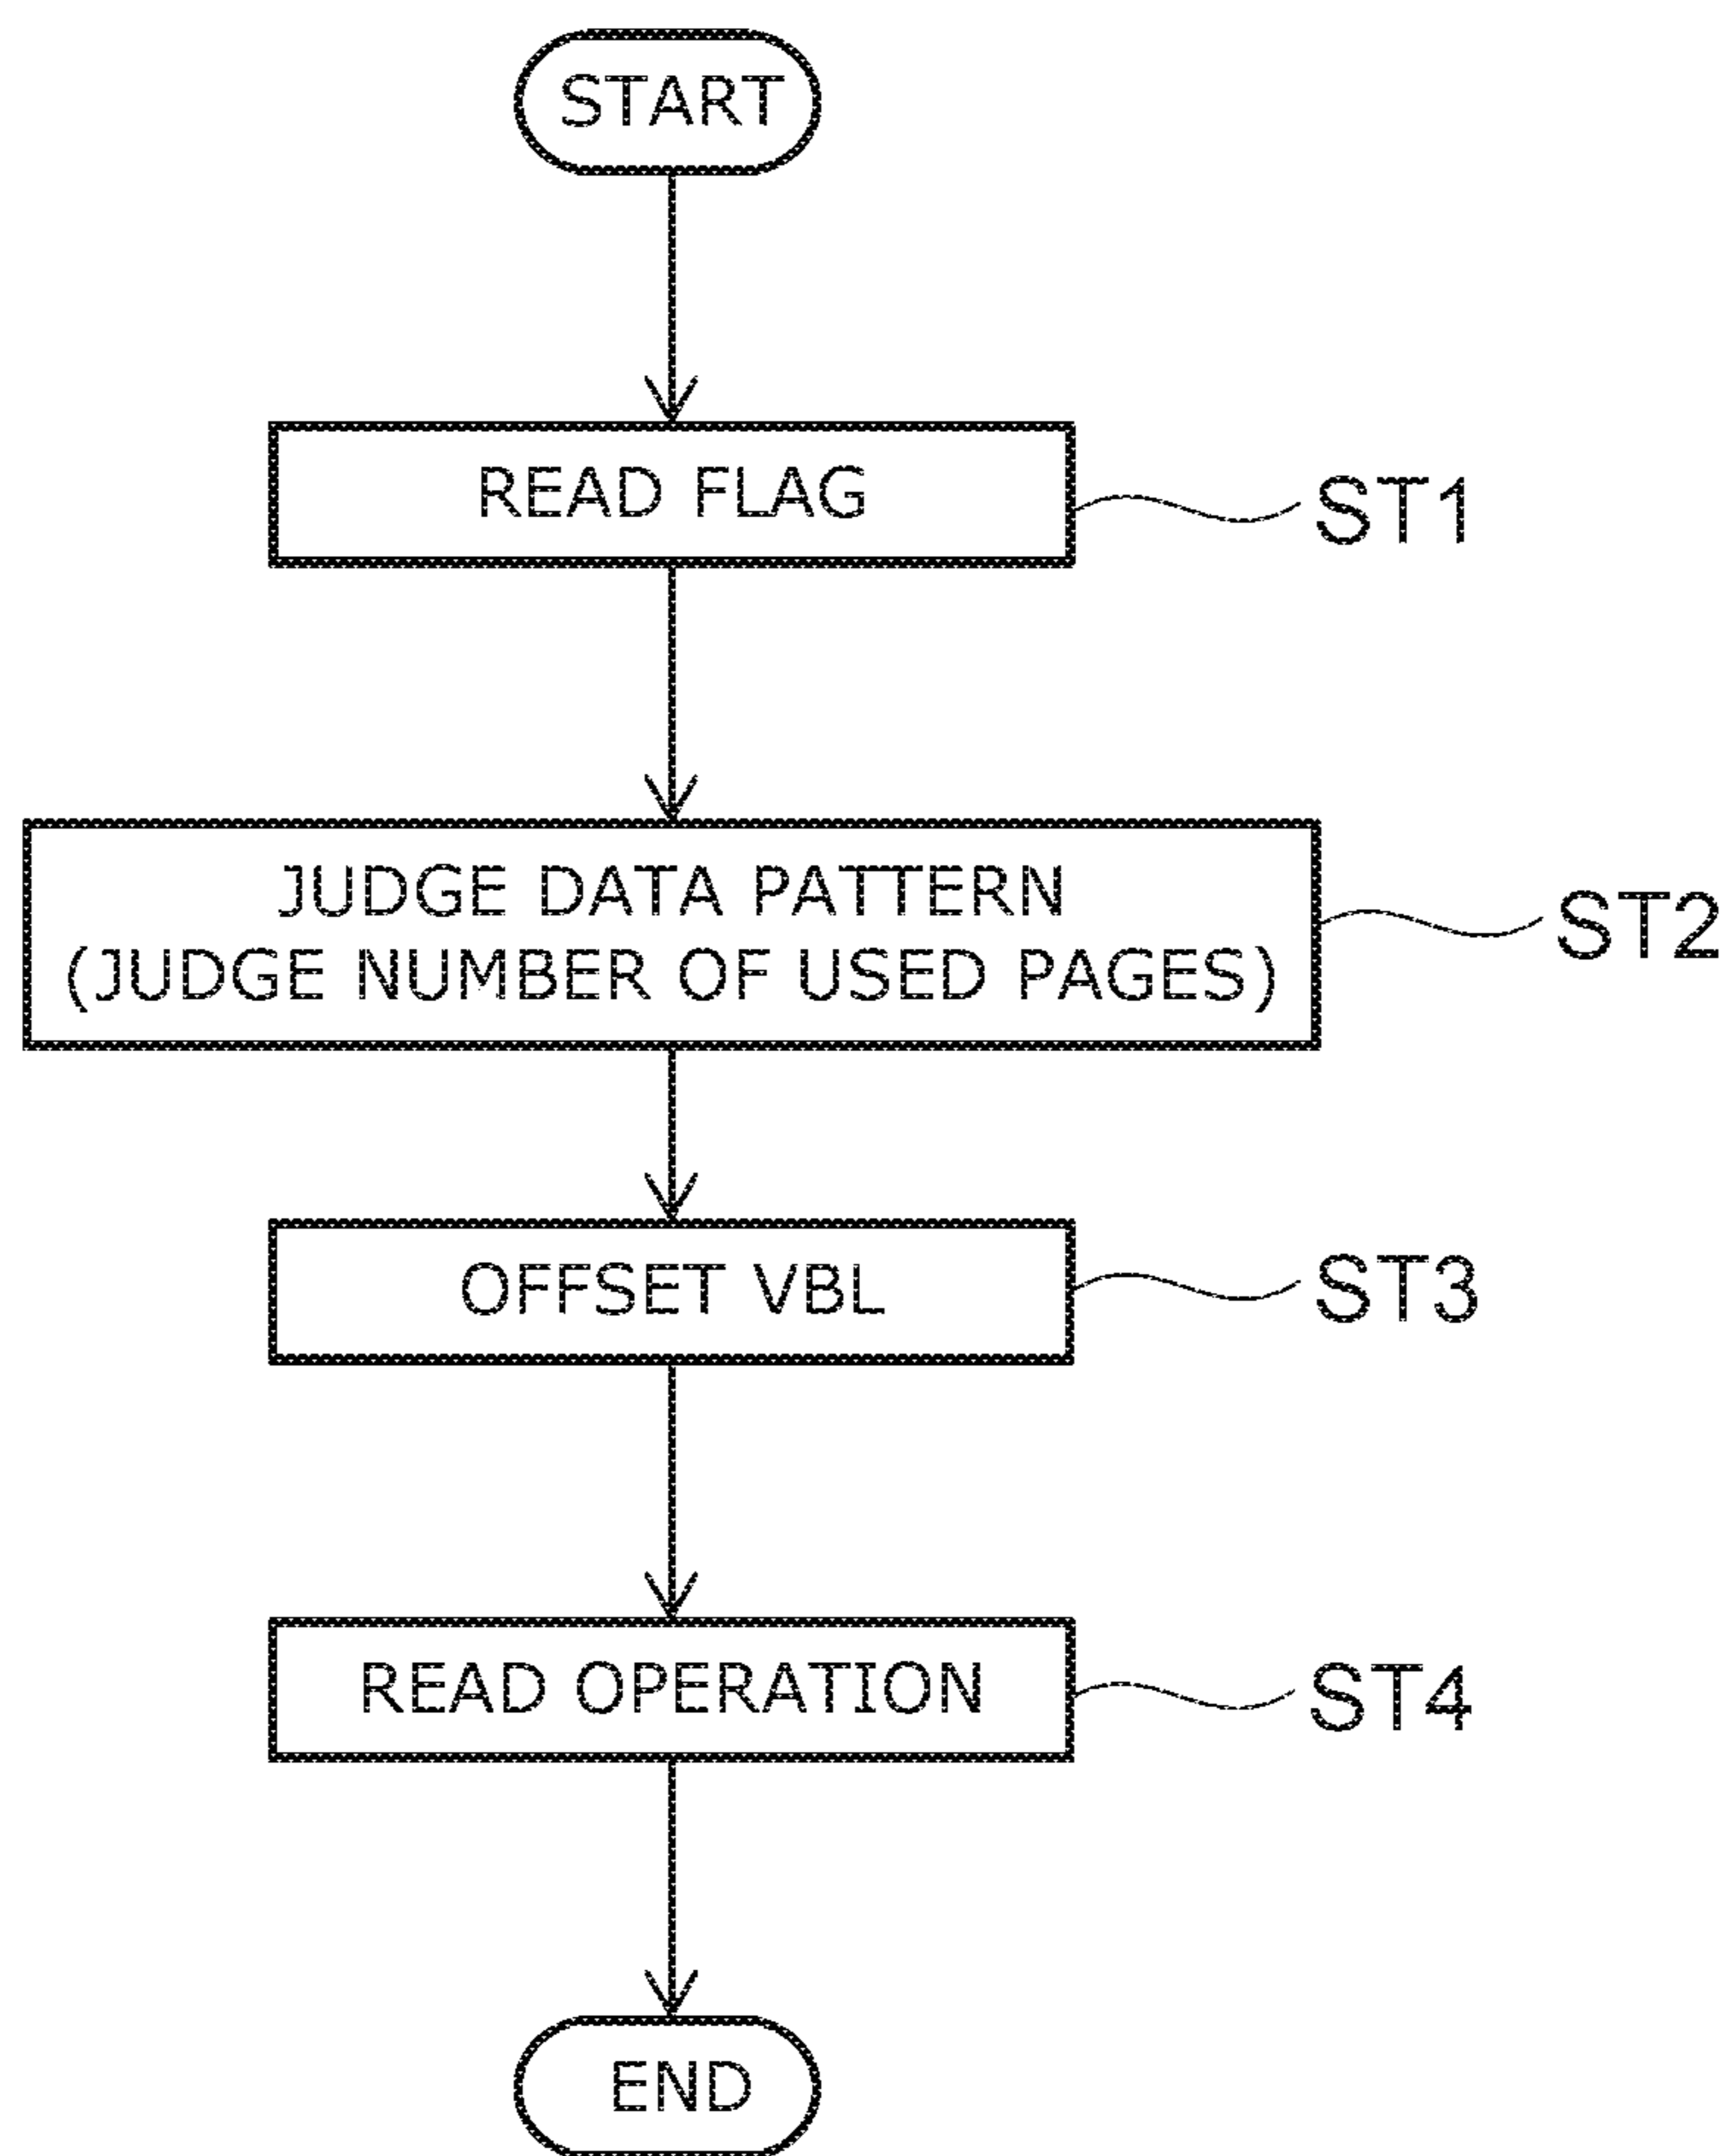 START
READ FLAG
ST1
JUDGE DATA PATTERN
(JUDGE NUMBER OF USED PAGES)
ST2
OFFSET VBL
ST3
READ OPERATION
ST4
END